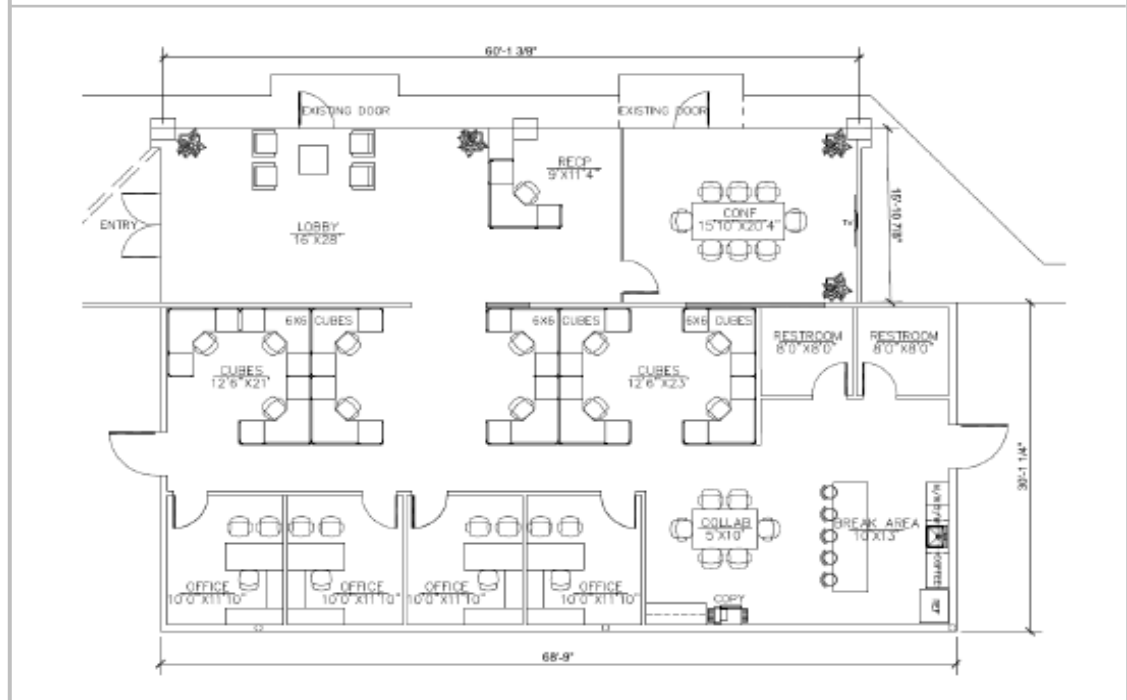 60'-1 3/8"
EXISTING DOOR
EXISTING DOOR
RECP
9'X11'4"
ENTRY
LOBBY
16'X28'
CONF
15'10"X20'4"
TV
15'-10 7/8"
6X6 CUBES
6X6 CUBES
6X6 CUBES
RESTROOM
8'0"X8'0"
RESTROOM
8'0"X8'0"
CUBES
12'6"X21'
CUBES
12'6"X23'
30'-1 1/4"
COLLAB
5'X10'
BREAK AREA
10'X13'
COFFEE
REF
OFFICE
10'0"X11'10"
OFFICE
10'0"X11'10"
OFFICE
10'0"X11'10"
OFFICE
10'0"X11'10"
COPY
68'-9"